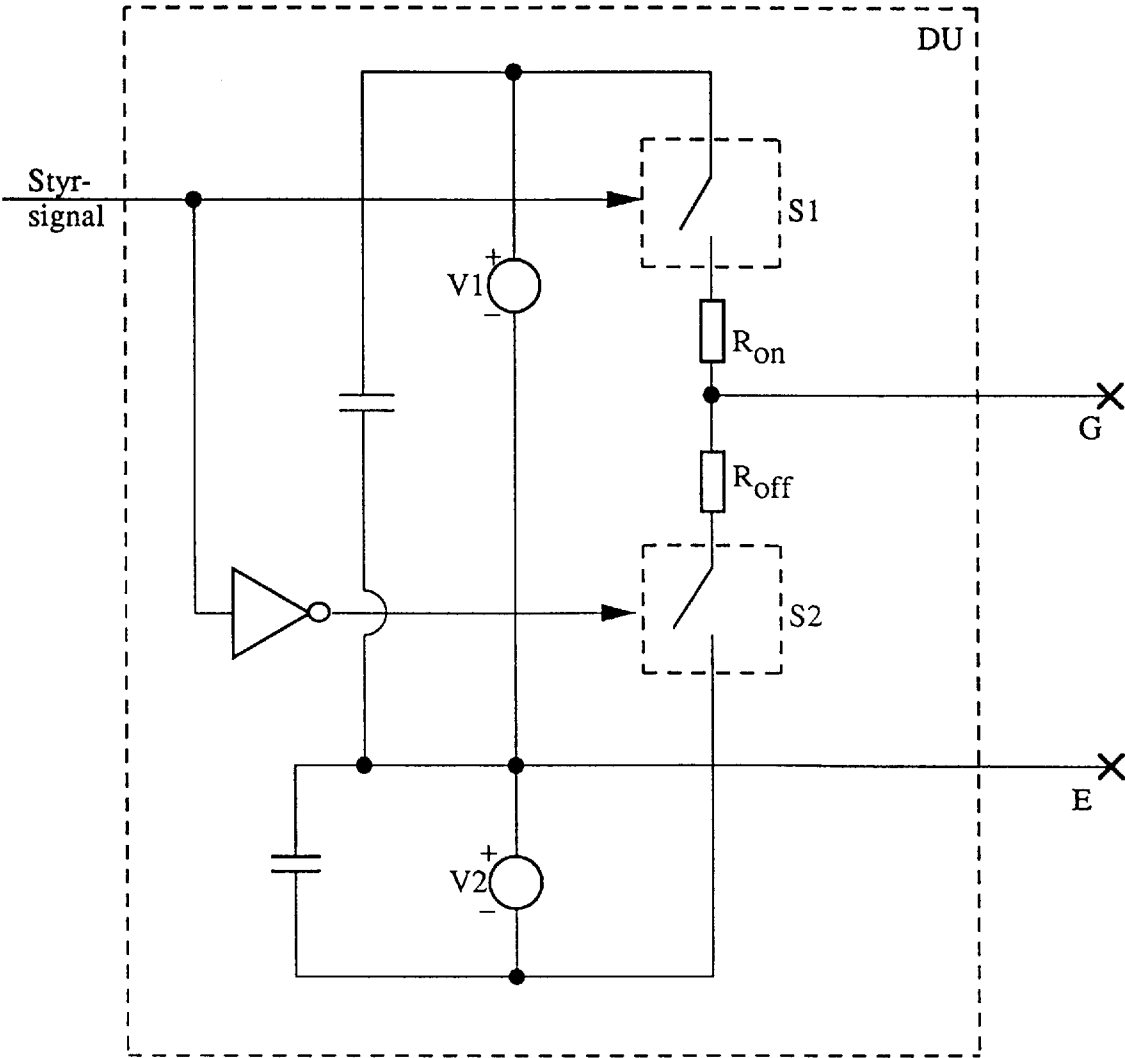 DU
Styr-
signal
S1
+
V1
−
Ron
G
Roff
S2
E
+
V2
−